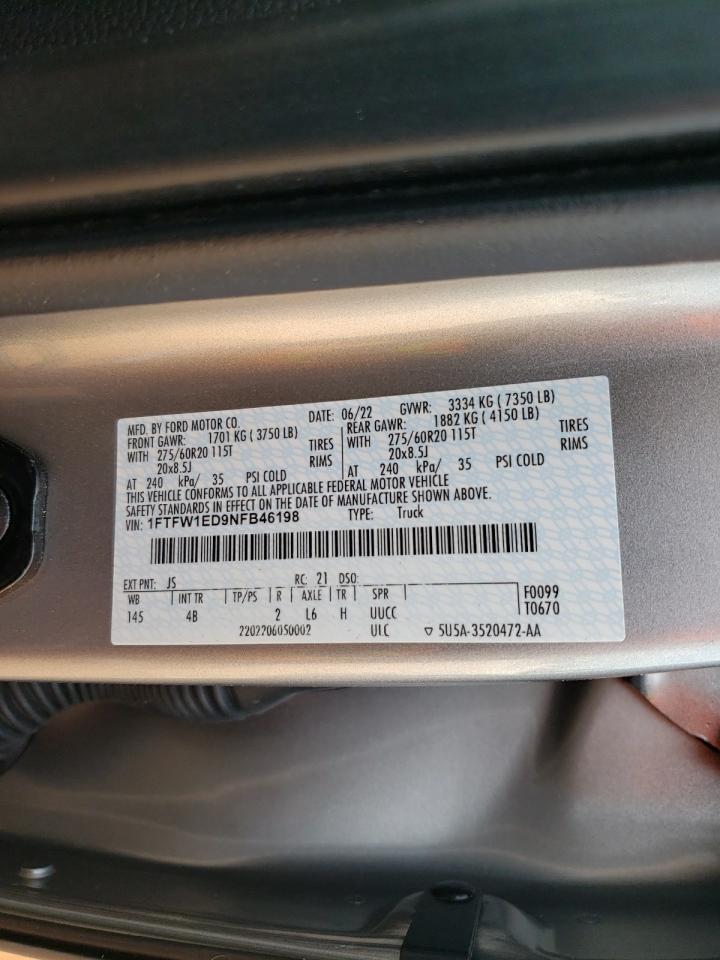 MFD. BY FORD MOTOR CO. DATE: 06/22 GVWR: 3334 KG ( 7350 LB)
FRONT GAWR: 1701 KG ( 3750 LB) REAR GAWR: 1882 KG ( 4150 LB)
WITH 275/60R20 115T TIRES WITH 275/60R20 115T TIRES
20x8.5J RIMS 20x8.5J RIMS
AT 240 kPa/ 35 PSI COLD AT 240 kPa/ 35 PSI COLD
THIS VEHICLE CONFORMS TO ALL APPLICABLE FEDERAL MOTOR VEHICLE
SAFETY STANDARDS IN EFFECT ON THE DATE OF MANUFACTURE SHOWN ABOVE.
VIN: 1FTFW1ED9NFB46198 TYPE: Truck
EXT PNT: JS RC: 21 DSO:
WB INT TR TP/PS R AXLE TR SPR F0099
145 4B 2 L6 H UUCC T0670
2202206050002 ULC 5U5A-3520472-AA